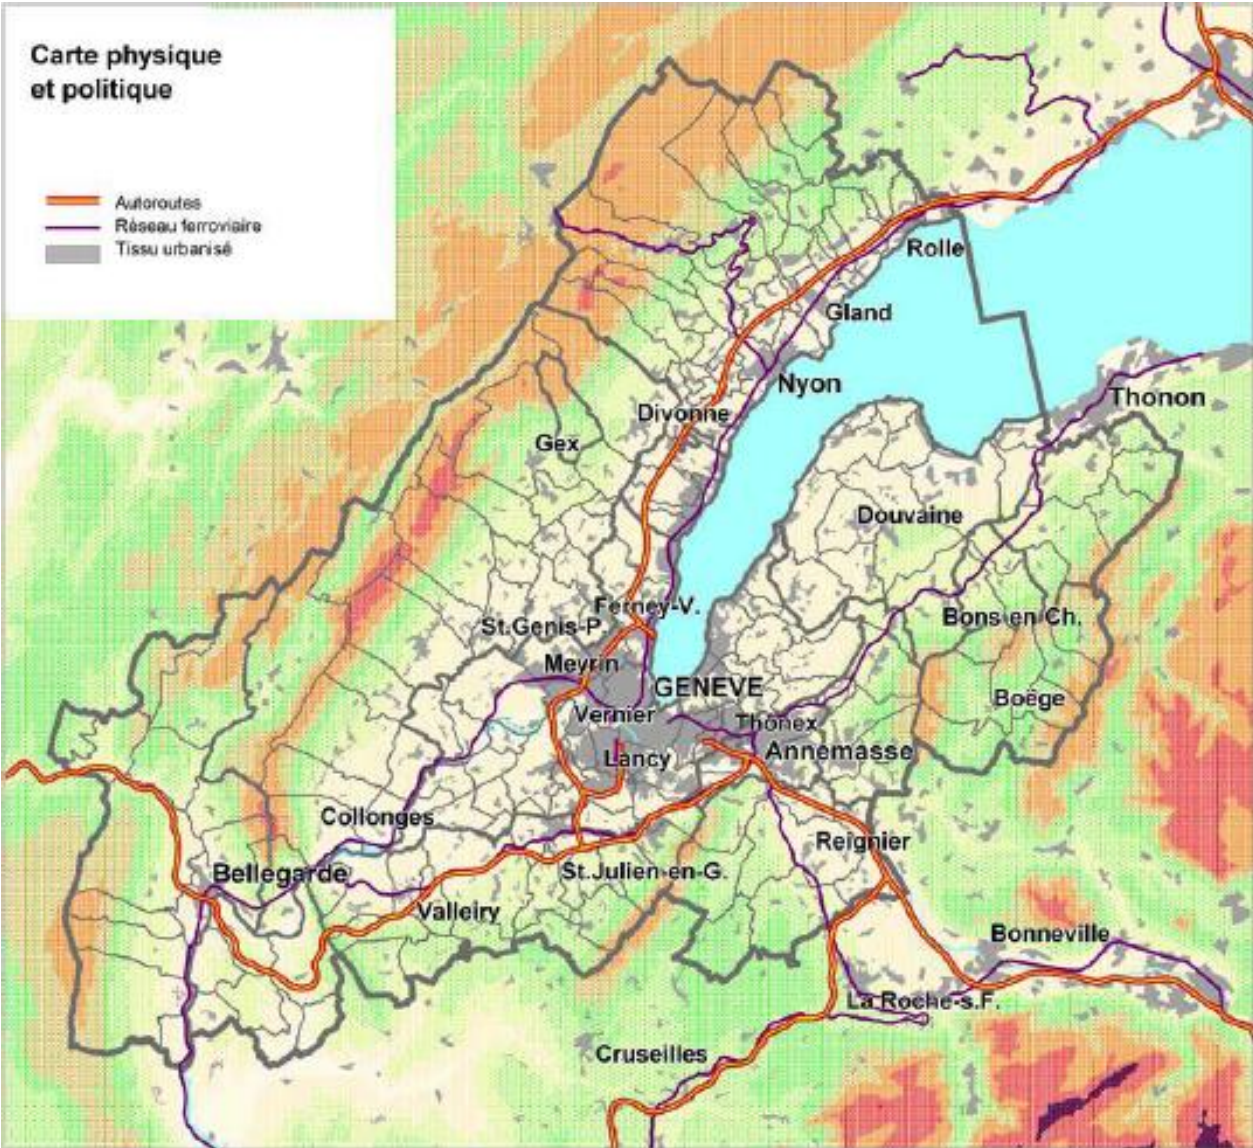 Carte physique
et politique
Autoroutes
Réseau ferroviaire
Tissu urbanisé
Rolle
Gland
Nyon
Thonon
Divonne
Gex
Douvaine
Ferney-V.
St.Genis-P.
Bons en Ch.
Meyrin
GENEVE
Boëge
Vernier
Thônex
Lancy
Annemasse
Collonges
Reignier
Bellegarde
St.Julien-en-G.
Valleiry
Bonneville
La Roche-s.F.
Cruseilles